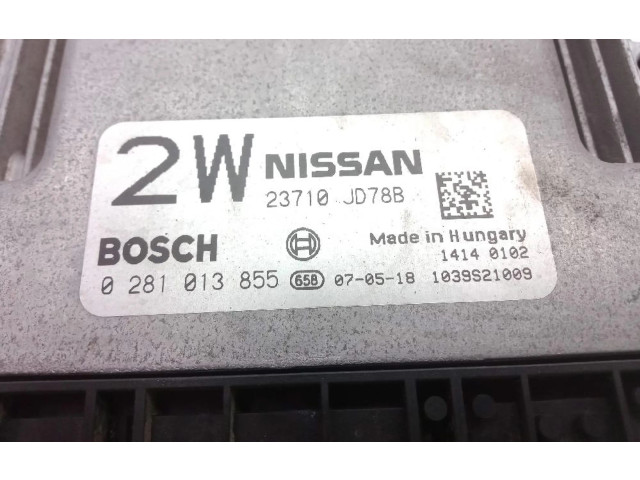 2W NISSAN
23710 JD78B
BOSCH Made in Hungary
1414 0102
0 281 013 855 658 07-05-18 1039S21009